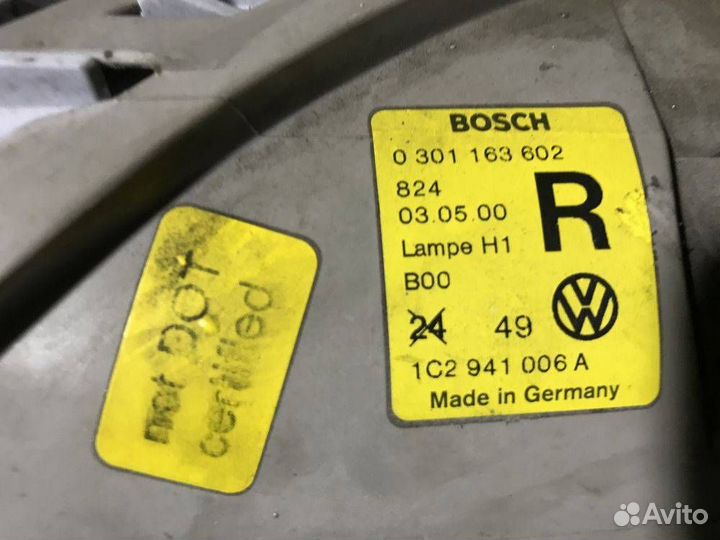 BOSCH
0 301 163 602
824
03.05.00
R
Lampe H1
B00
24 49
VW
1C2 941 006 A
Made in Germany
not DOT
certified
Avito